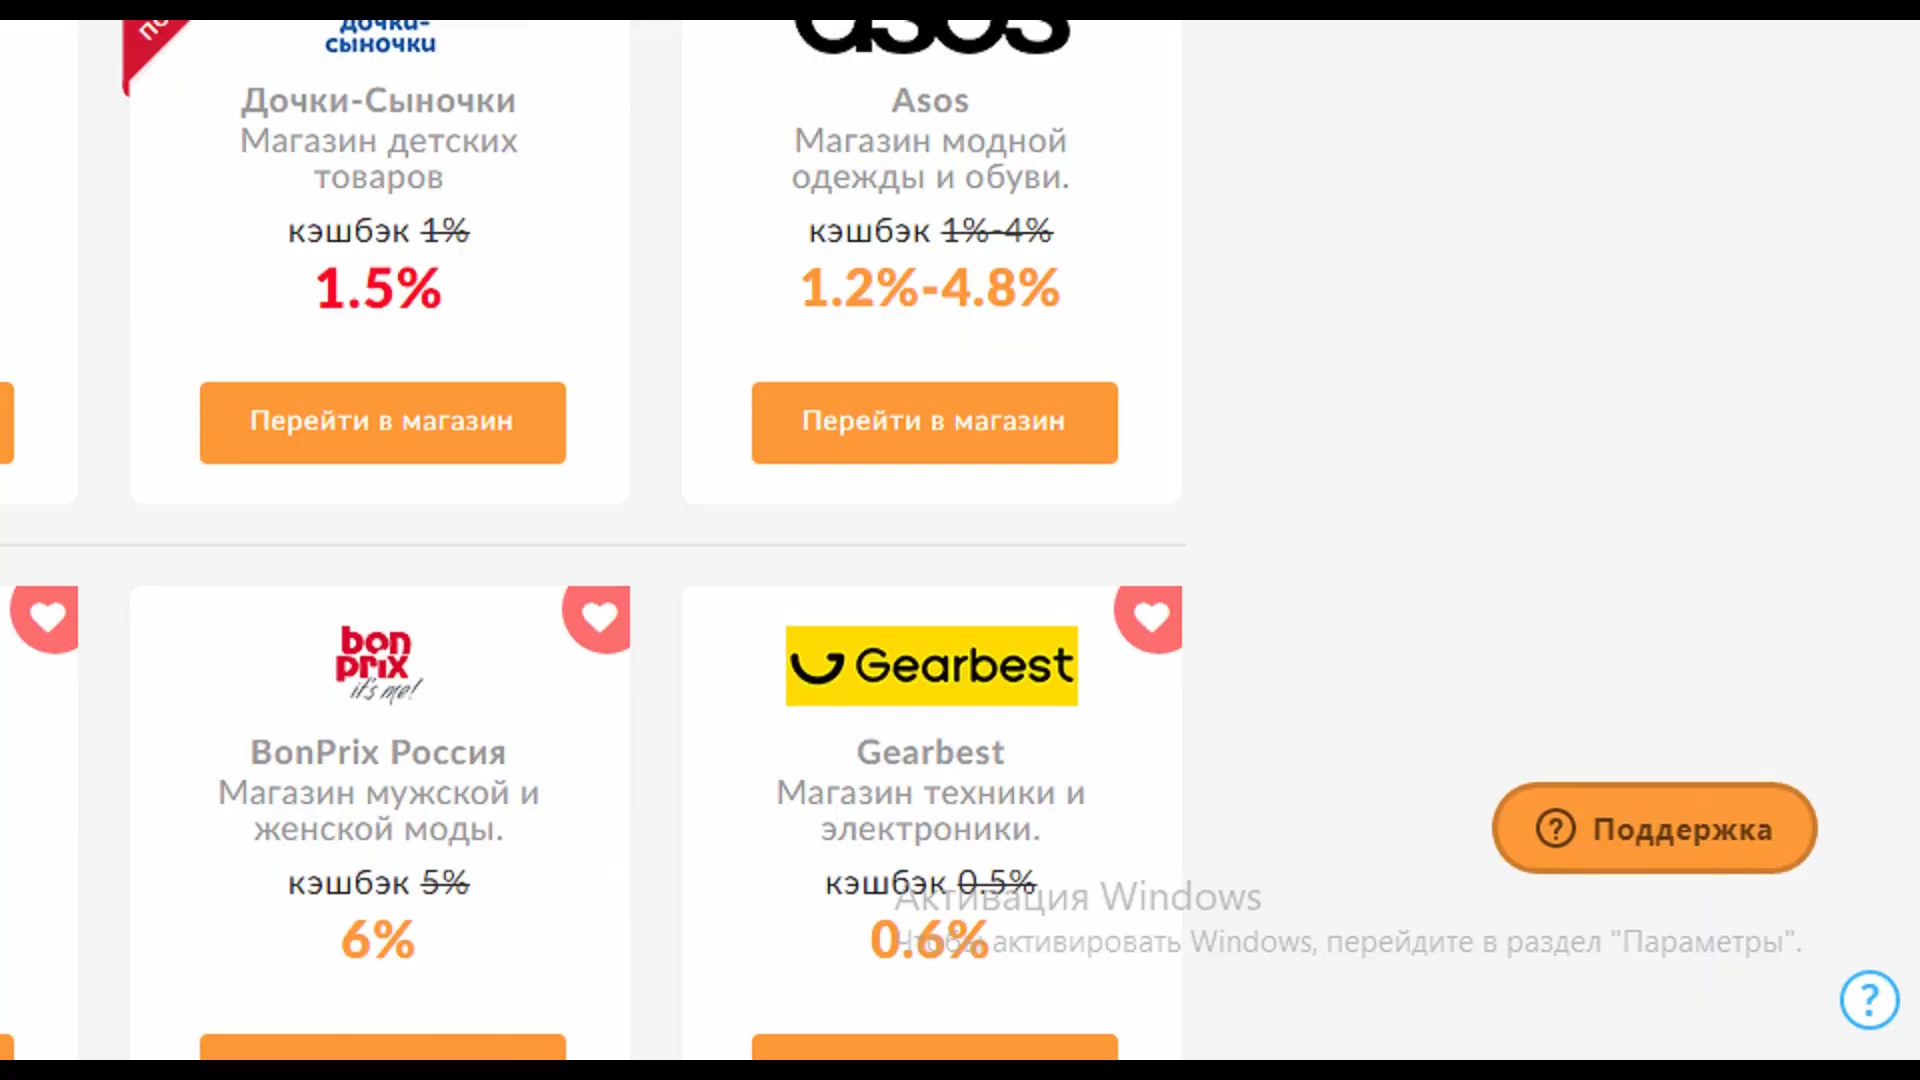 дочки-
сыночки
Дочки-Сыночки
Магазин детских
товаров
кэшбэк 1%
1.5%
Перейти в магазин
asos
Asos
Магазин модной
одежды и обуви.
кэшбэк 1%-4%
1.2%-4.8%
Перейти в магазин
bon
prix
it's me!
BonPrix Россия
Магазин мужской и
женской моды.
кэшбэк 5%
6%
Gearbest
Gearbest
Магазин техники и
электроники.
кэшбэк 0.5%
0.6%
Поддержка
Активация Windows
Чтобы активировать Windows, перейдите в раздел "Параметры".